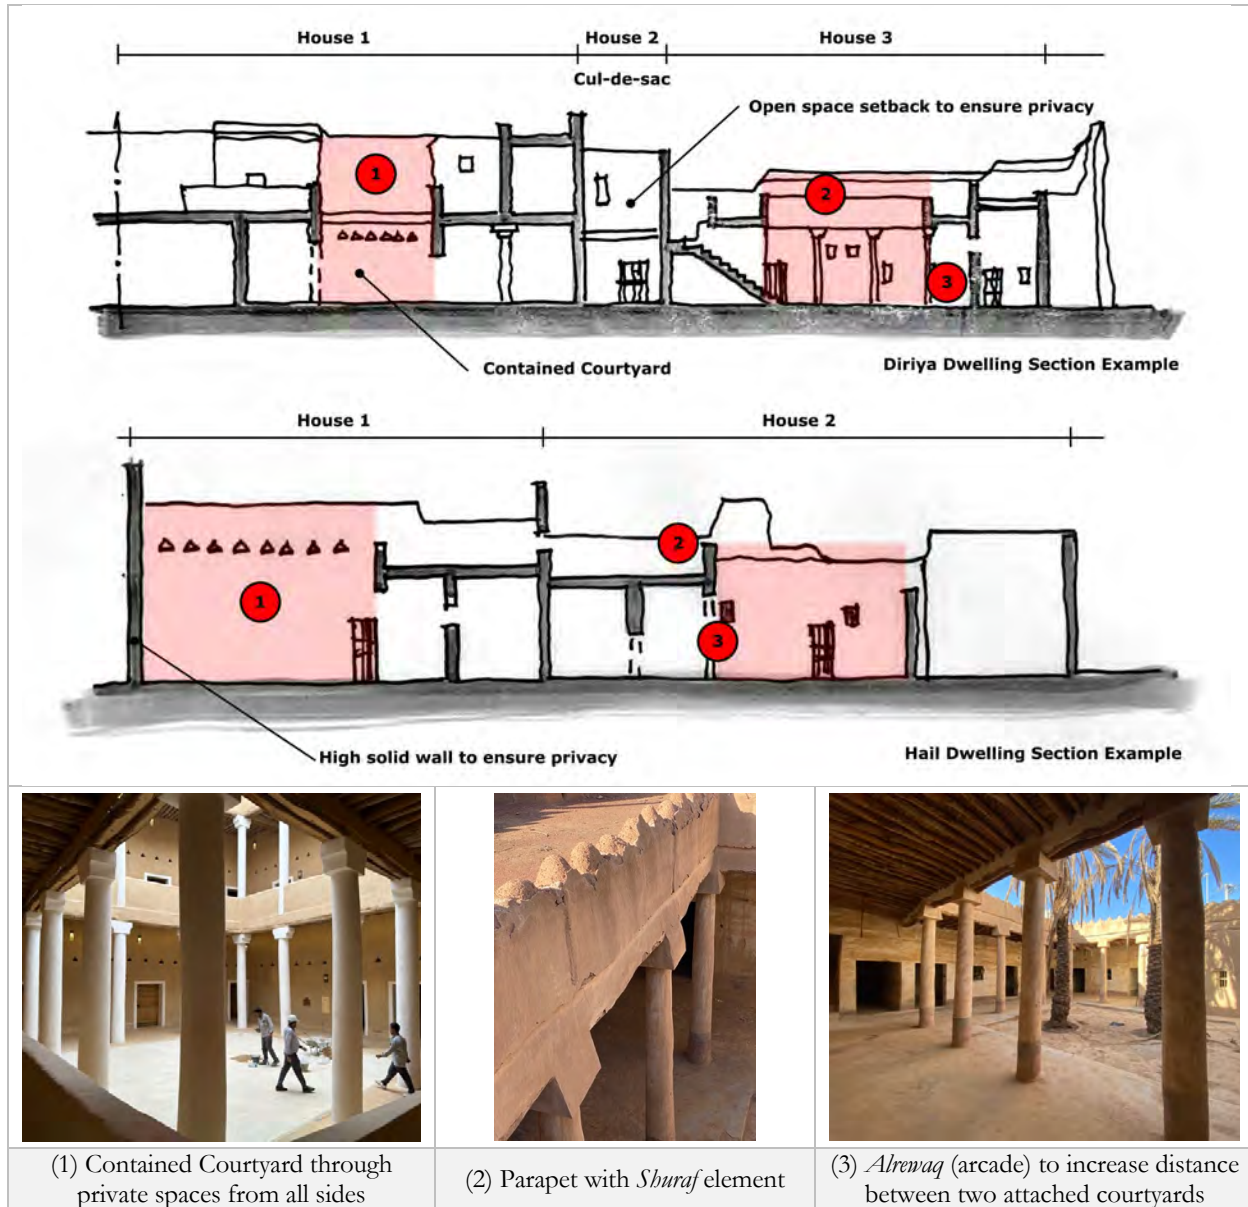 House 1
House 2
House 3
Cul-de-sac
Open space setback to ensure privacy
1
2
3
Contained Courtyard
Diriya Dwelling Section Example
House 1
House 2
2
1
3
High solid wall to ensure privacy
Hail Dwelling Section Example
(1) Contained Courtyard through
private spaces from all sides
(2) Parapet with Shuraf element
(3) Alrewaq (arcade) to increase distance
between two attached courtyards